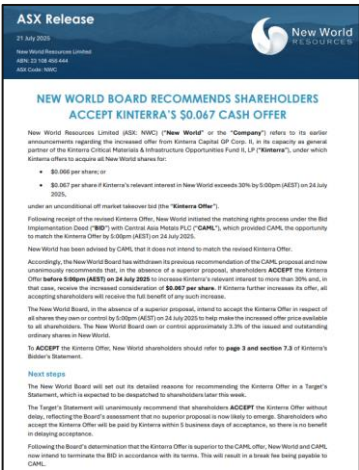 ASX Release
21 July 2025
New World Resources Limited
ABN: 23 108 456 444
ASX Code: NWC
New World
RESOURCES
NEW WORLD BOARD RECOMMENDS SHAREHOLDERS
ACCEPT KINTERRA'S $0.067 CASH OFFER
New World Resources Limited (ASX: NWC) ("New World" or the "Company") refers to its earlier
announcements regarding the increased offer from Kinterra Capital GP Corp. II, in its capacity as general
partner of the Kinterra Critical Materials & Infrastructure Opportunities Fund II, LP ("Kinterra"), under which
Kinterra offers to acquire all New World shares for:
• $0.066 per share; or
• $0.067 per share if Kinterra's relevant interest in New World exceeds 30% by 5:00pm (AEST) on 24 July
2025,
under an unconditional off market takeover bid (the "Kinterra Offer").
Following receipt of the revised Kinterra Offer, New World initiated the matching rights process under the Bid
Implementation Deed ("BID") with Central Asia Metals PLC ("CAML"), which provided CAML the opportunity
to match the Kinterra Offer by 5:00pm (AEST) on 24 July 2025.
New World has been advised by CAML that it does not intend to match the revised Kinterra Offer.
Accordingly, the New World Board has withdrawn its previous recommendation of the CAML proposal and now
unanimously recommends that, in the absence of a superior proposal, shareholders ACCEPT the Kinterra
Offer before 5:00pm (AEST) on 24 July 2025 to increase Kinterra's relevant interest to more than 30% and, in
that case, receive the increased consideration of $0.067 per share. If Kinterra further increases its offer, all
accepting shareholders will receive the full benefit of any such increase.
The New World Board, in the absence of a superior proposal, intend to accept the Kinterra Offer in respect of
all shares they own or control by 5:00pm (AEST) on 24 July 2025 to help make the increased offer price available
to all shareholders. The New World Board own or control approximately 3.3% of the issued and outstanding
ordinary shares in New World.
To ACCEPT the Kinterra Offer, New World shareholders should refer to page 3 and section 7.3 of Kinterra's
Bidder's Statement.
Next steps
The New World Board will set out its detailed reasons for recommending the Kinterra Offer in a Target's
Statement, which is expected to be despatched to shareholders later this week.
The Target's Statement will unanimously recommend that shareholders ACCEPT the Kinterra Offer without
delay, reflecting the Board's assessment that no superior proposal is now likely to emerge. Shareholders who
accept the Kinterra Offer will be paid by Kinterra within 5 business days of acceptance, so there is no benefit
in delaying acceptance.
Following the Board's determination that the Kinterra Offer is superior to the CAML offer, New World and CAML
now intend to terminate the BID in accordance with its terms. This will result in a break fee being payable to
CAML.